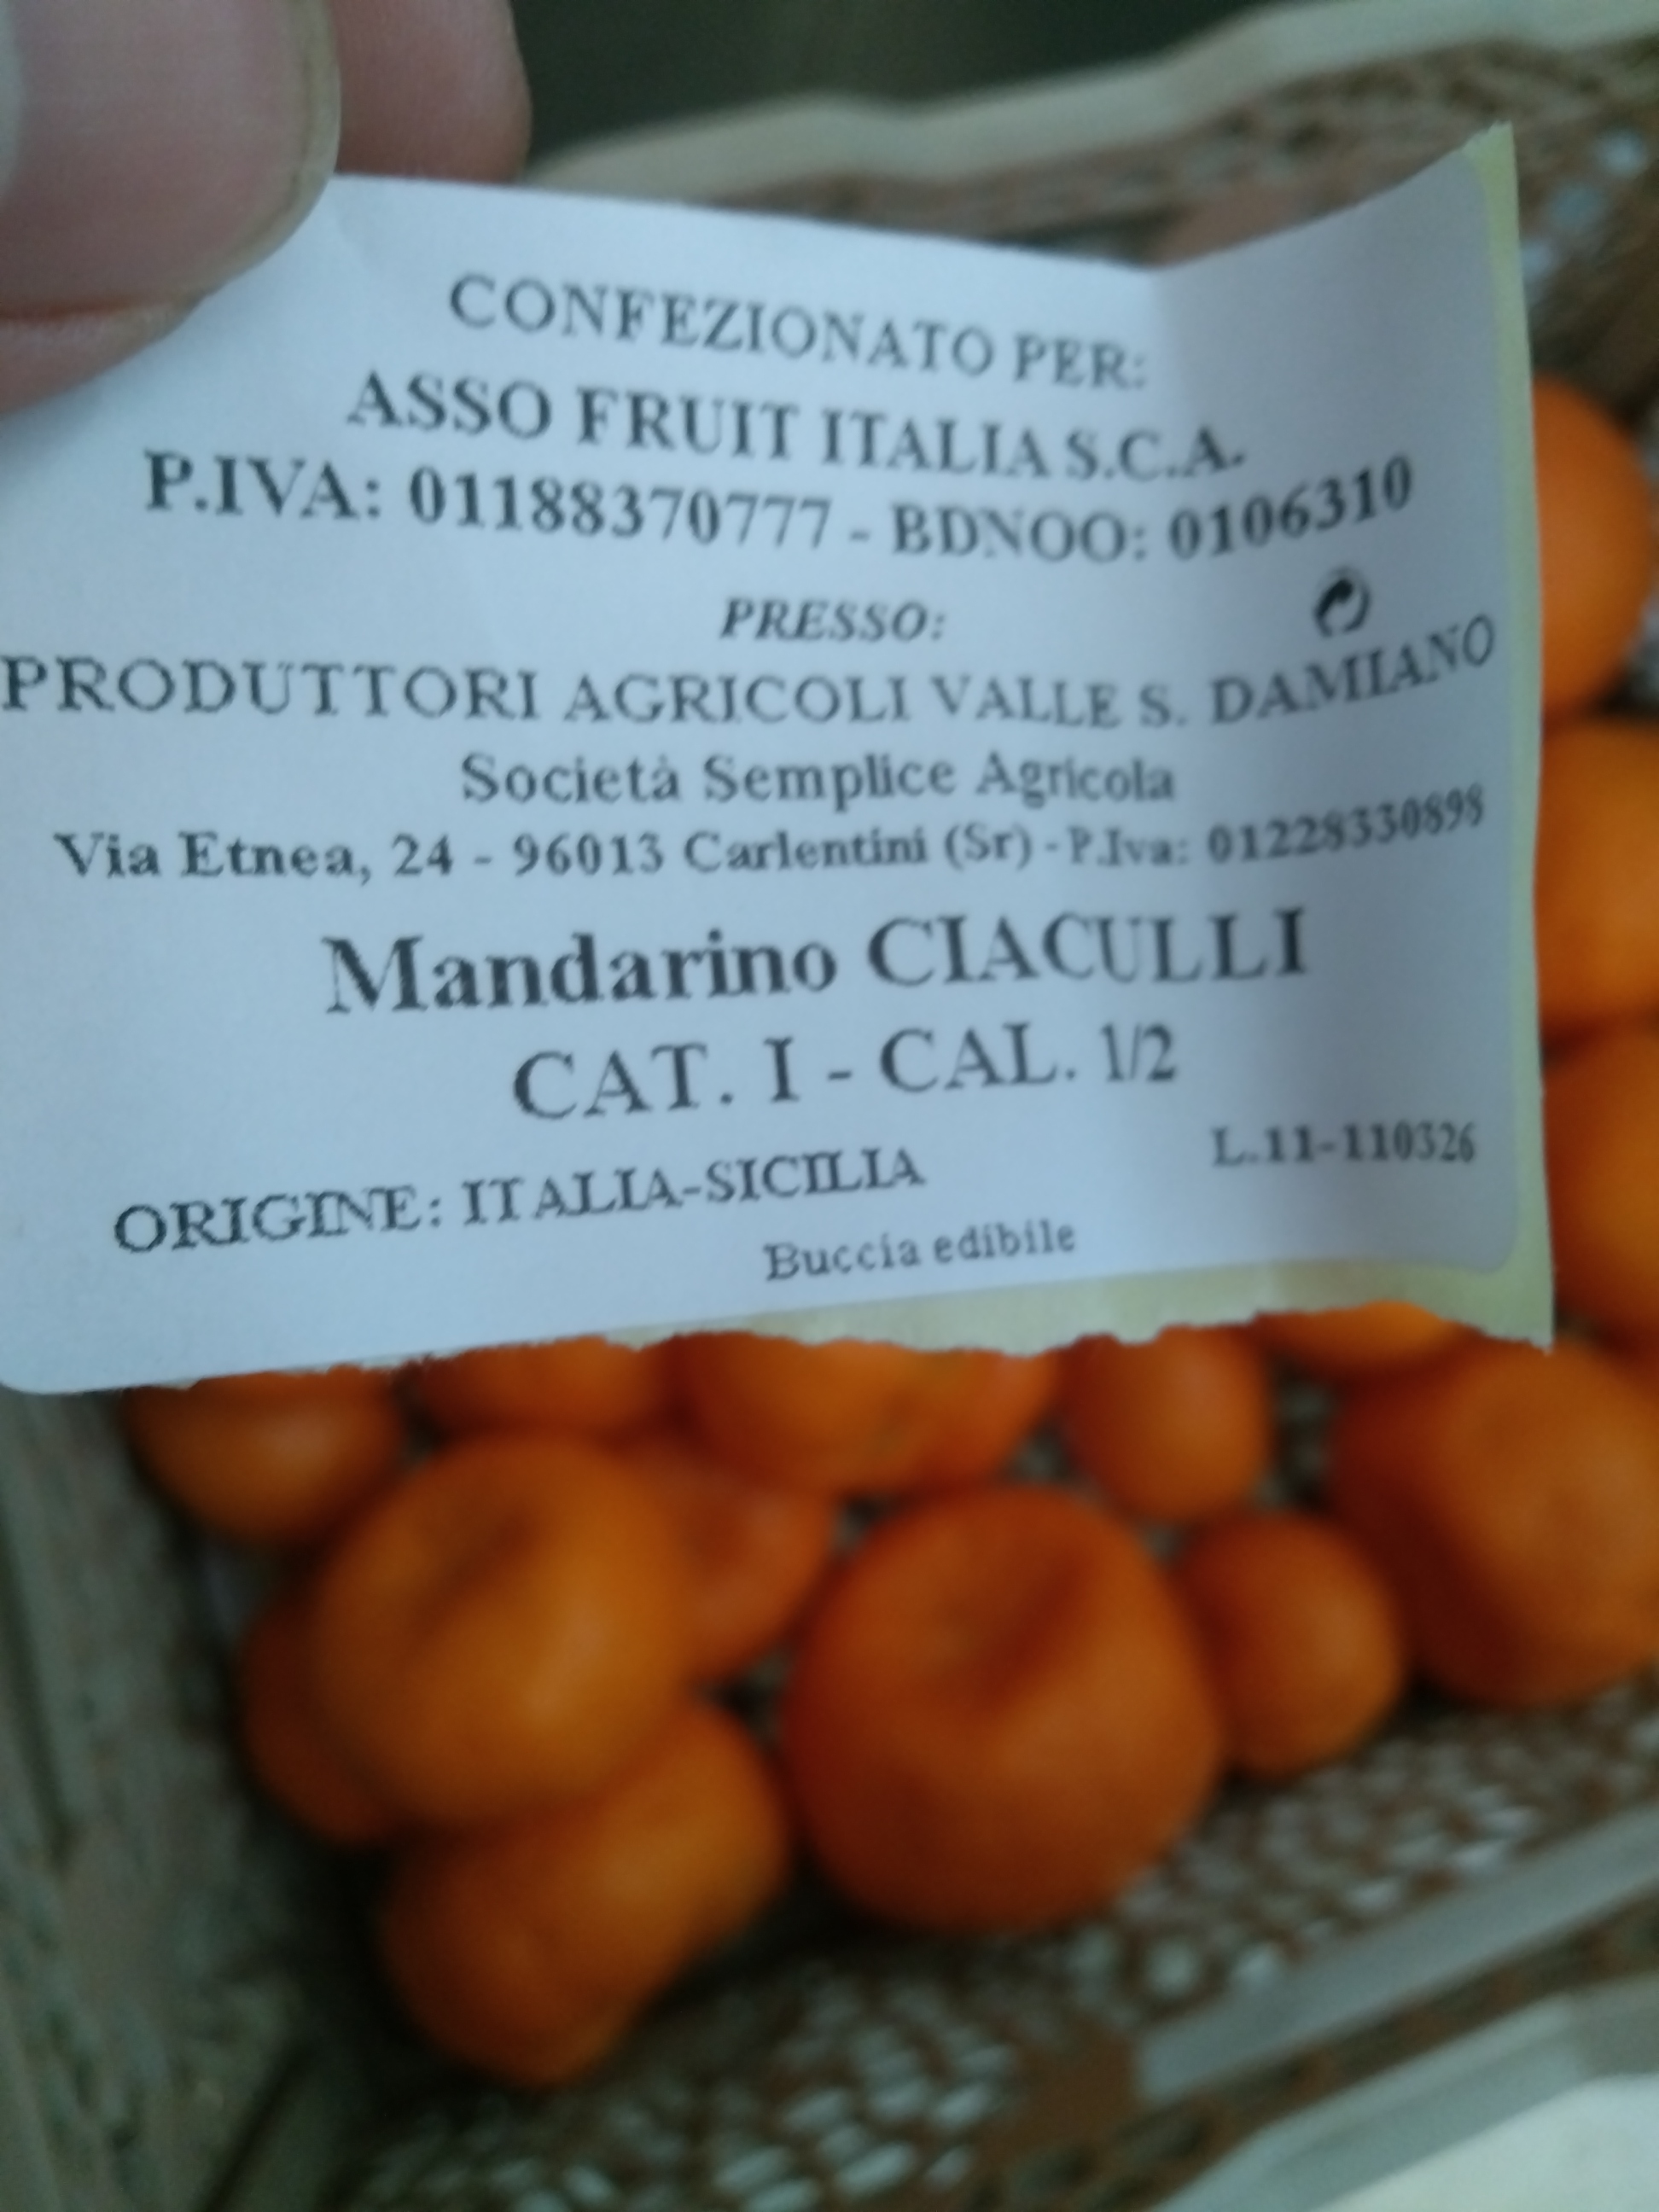 CONFEZIONATO PER:
ASSO FRUIT ITALIA S.C.A.
P.IVA: 01188370777 - BDNOO: 0106310
PRESSO:
PRODUTTORI AGRICOLI VALLE S. DAMIANO
Società Semplice Agricola
Via Etnea, 24 - 96013 Carlentini (Sr) - P.Iva: 01228330898
Mandarino CIACULLI
CAT. I - CAL. 1/2
ORIGINE: ITALIA-SICILIA L.11-110326
Buccia edibile